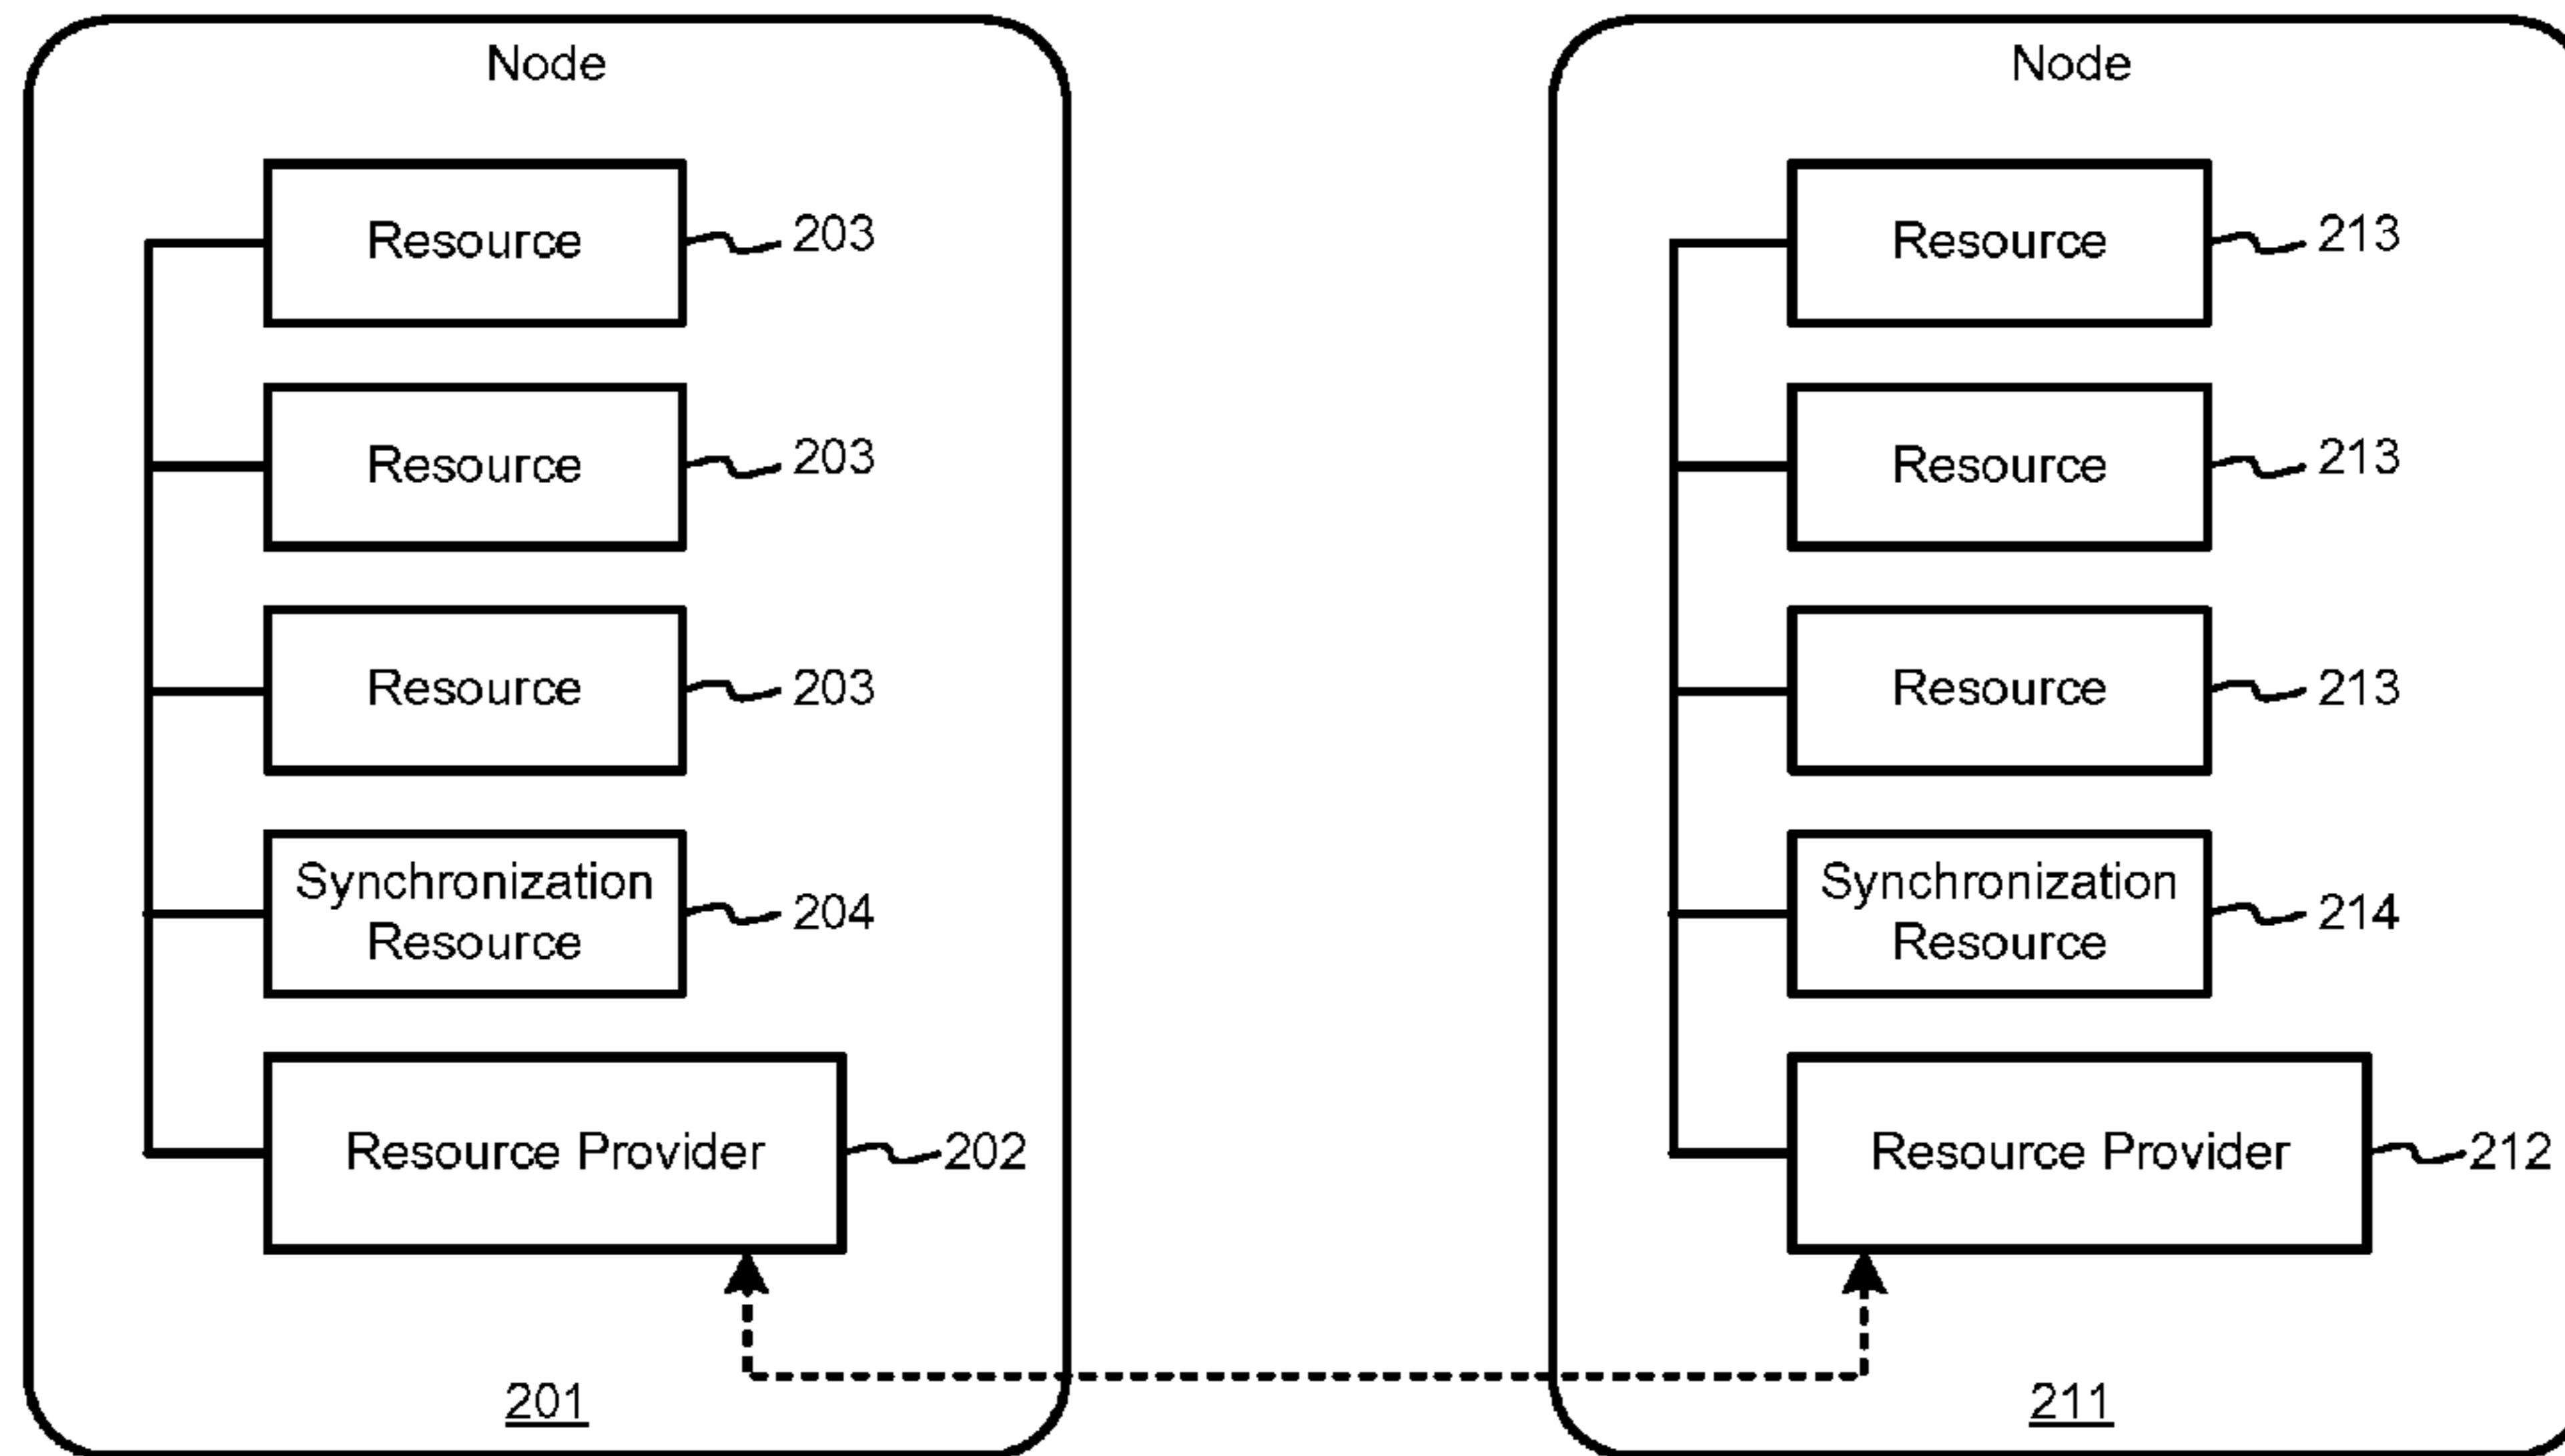 Node
Resource 203
Resource 203
Resource 203
Synchronization
Resource
204
Resource Provider 202
201
Node
Resource 213
Resource 213
Resource 213
Synchronization
Resource
214
Resource Provider 212
211